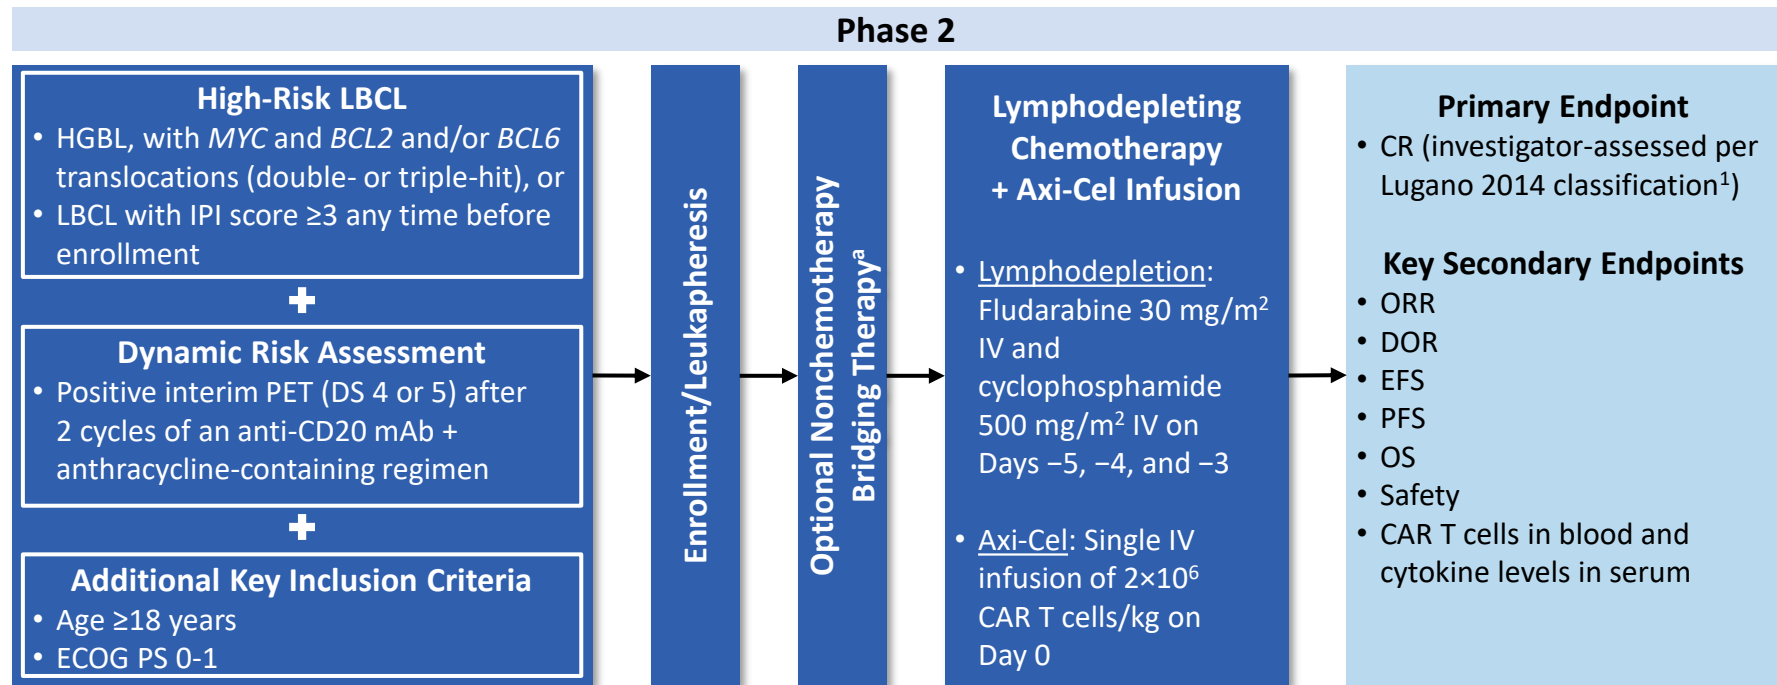 Phase 2
High-Risk LBCL
• HGBL, with MYC and BCL2 and/or BCL6
translocations (double- or triple-hit), or
• LBCL with IPI score ≥3 any time before
enrollment
Dynamic Risk Assessment
• Positive interim PET (DS 4 or 5) after
2 cycles of an anti-CD20 mAb +
anthracycline-containing regimen
Additional Key Inclusion Criteria
• Age ≥18 years
• ECOG PS 0-1
Enrollment/Leukapheresis
Optional Nonchemotherapy
Bridging Therapyᵃ
Lymphodepleting
Chemotherapy
+ Axi-Cel Infusion
• Lymphodepletion:
Fludarabine 30 mg/m²
IV and
cyclophosphamide
500 mg/m² IV on
Days −5, −4, and −3
• Axi-Cel: Single IV
infusion of 2×10⁶
CAR T cells/kg on
Day 0
Primary Endpoint
• CR (investigator-assessed per
Lugano 2014 classification¹)
Key Secondary Endpoints
• ORR
• DOR
• EFS
• PFS
• OS
• Safety
• CAR T cells in blood and
cytokine levels in serum